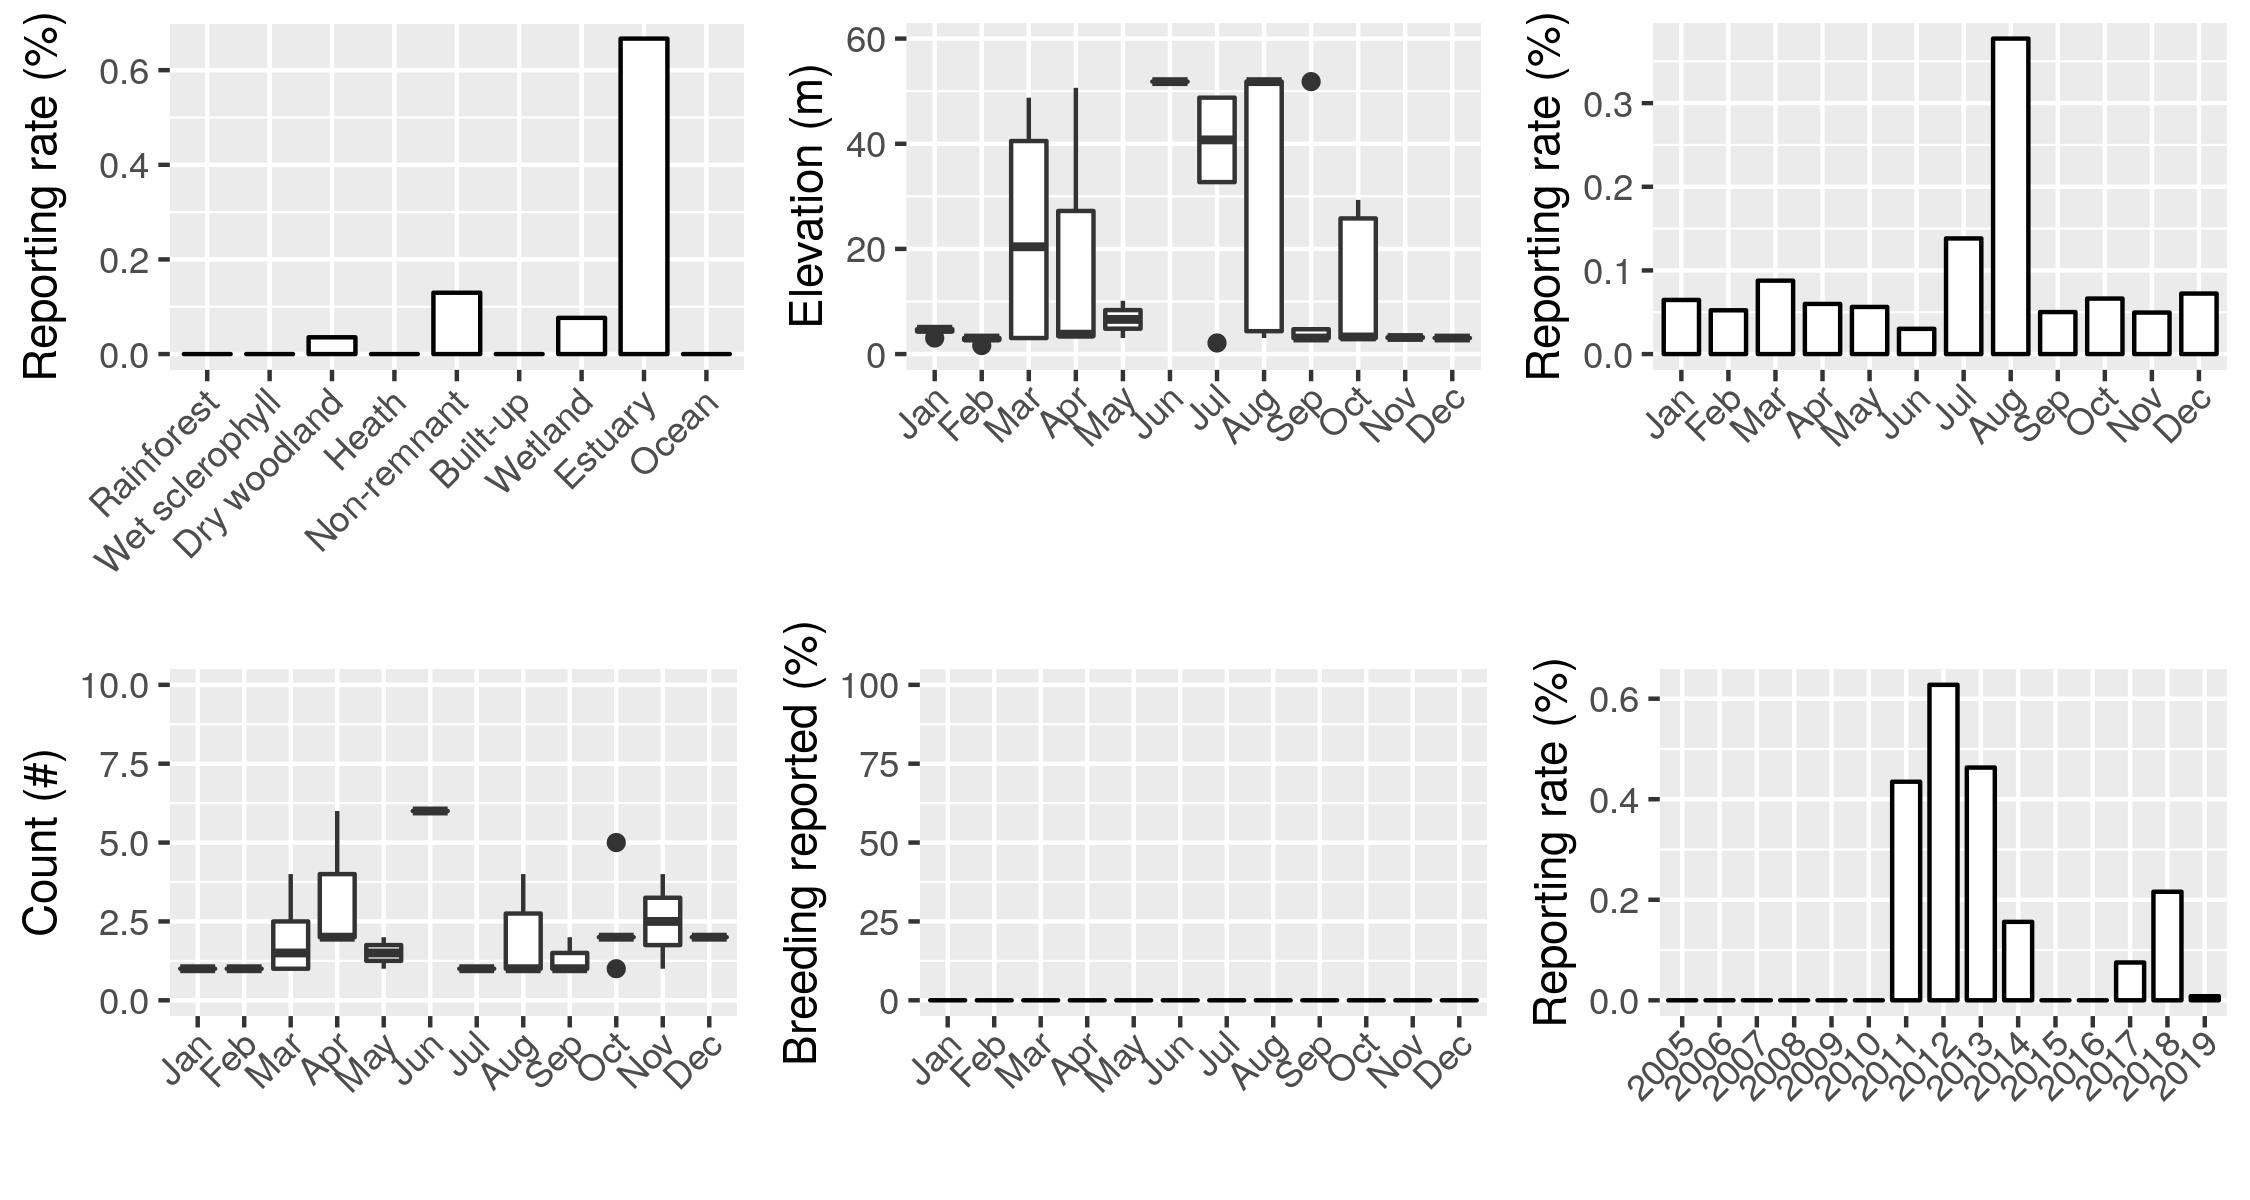 Reporting rate (%)
0.6
0.4
0.2
0.0
Rainforest
Wet sclerophyll
Dry woodland
Heath
Non-remnant
Built-up
Wetland
Estuary
Ocean
Elevation (m)
60
40
20
0
Jan
Feb
Mar
Apr
May
Jun
Jul
Aug
Sep
Oct
Nov
Dec
Reporting rate (%)
0.3
0.2
0.1
0.0
Jan
Feb
Mar
Apr
May
Jun
Jul
Aug
Sep
Oct
Nov
Dec
Count (#)
10.0
7.5
5.0
2.5
0.0
Jan
Feb
Mar
Apr
May
Jun
Jul
Aug
Sep
Oct
Nov
Dec
Breeding reported (%)
100
75
50
25
0
Jan
Feb
Mar
Apr
May
Jun
Jul
Aug
Sep
Oct
Nov
Dec
Reporting rate (%)
0.6
0.4
0.2
0.0
2005
2006
2007
2008
2009
2010
2011
2012
2013
2014
2015
2016
2017
2018
2019